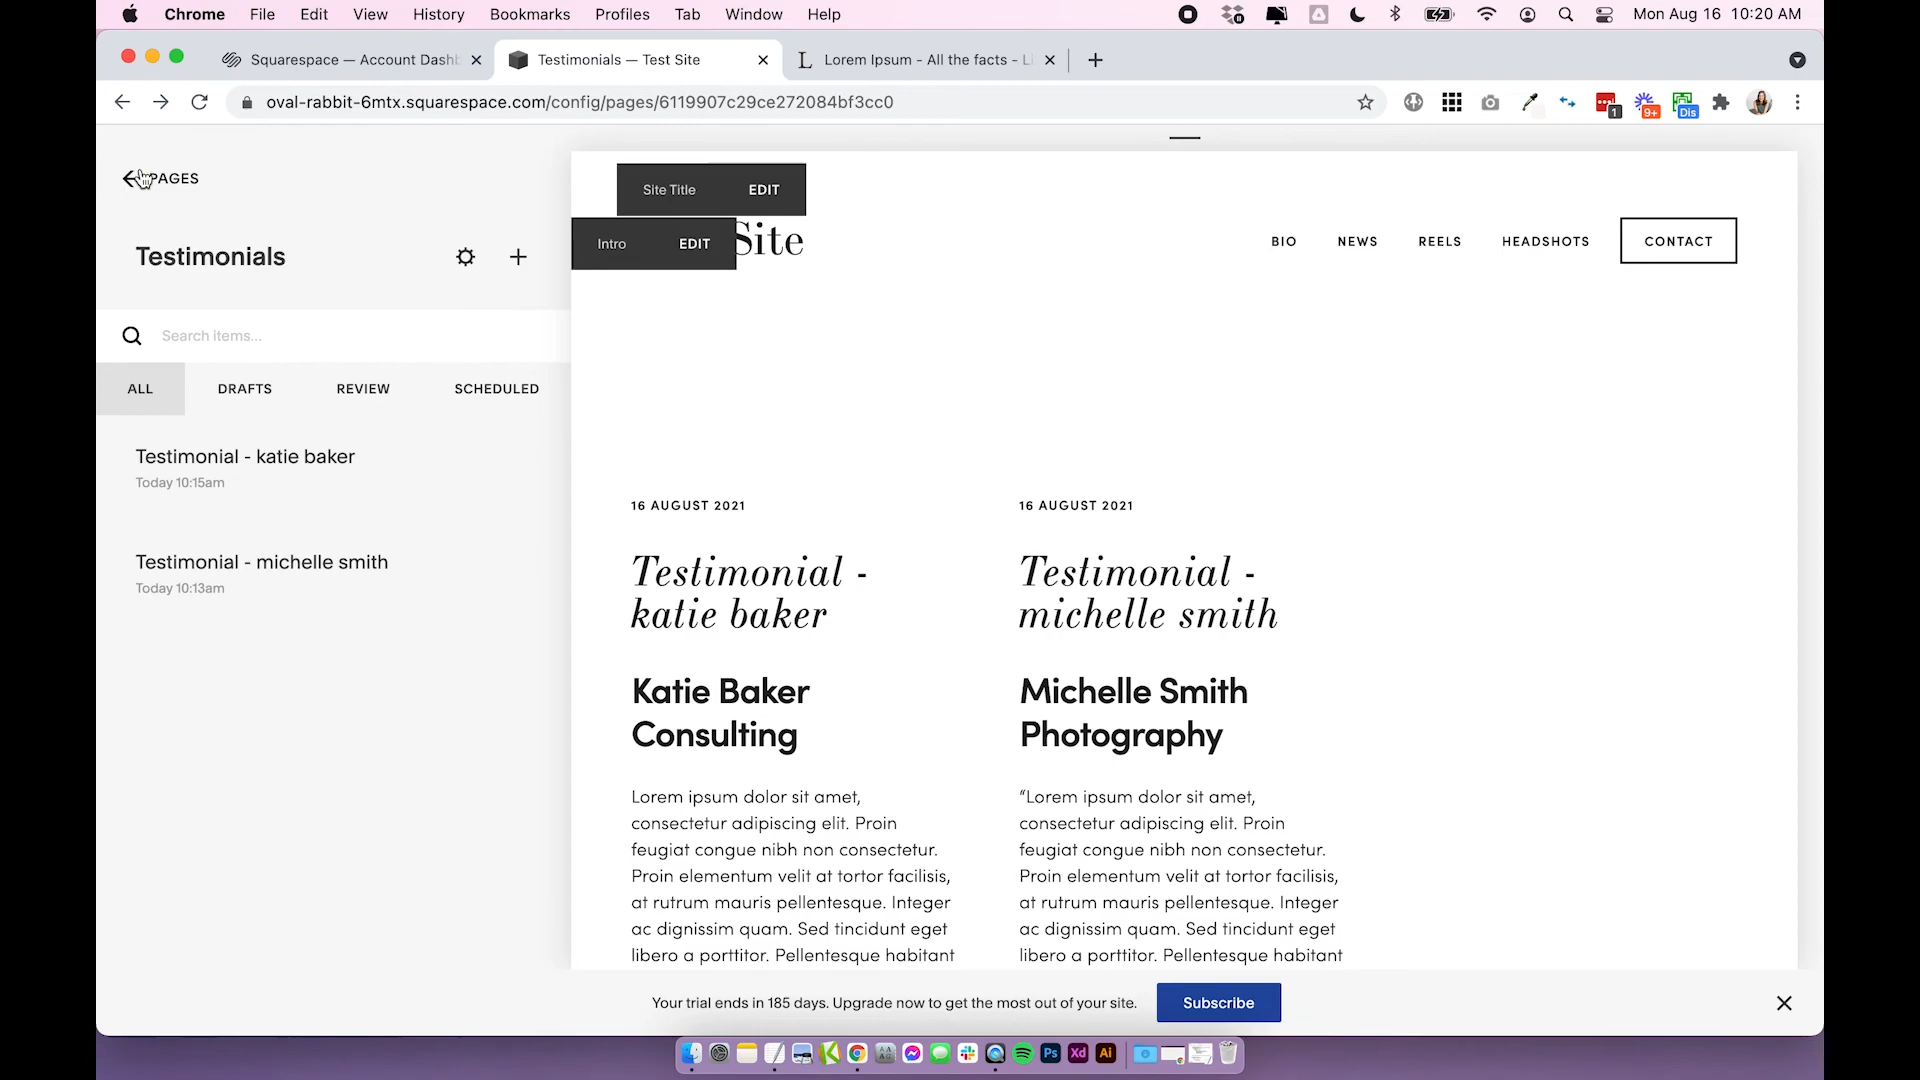 Chrome File Edit View History Bookmarks Profiles Tab Window Help Mon Aug 16 10:20 AM
Squarespace — Account Dashb Testimonials — Test Site Lorem Ipsum - All the facts - Li
oval-rabbit-6mtx.squarespace.com/config/pages/6119907c29ce272084bf3cc0 1 9+ Dis
PAGES
Site Title EDIT
Intro EDIT
Site
BIO NEWS REELS HEADSHOTS CONTACT
Testimonials
Search items...
ALL DRAFTS REVIEW SCHEDULED
Testimonial - katie baker
Today 10:15am
Testimonial - michelle smith
Today 10:13am
16 AUGUST 2021
Testimonial -
katie baker
Katie Baker
Consulting
Lorem ipsum dolor sit amet,
consectetur adipiscing elit. Proin
feugiat congue nibh non consectetur.
Proin elementum velit at tortor facilisis,
at rutrum mauris pellentesque. Integer
ac dignissim quam. Sed tincidunt eget
libero a porttitor. Pellentesque habitant
16 AUGUST 2021
Testimonial -
michelle smith
Michelle Smith
Photography
“Lorem ipsum dolor sit amet,
consectetur adipiscing elit. Proin
feugiat congue nibh non consectetur.
Proin elementum velit at tortor facilisis,
at rutrum mauris pellentesque. Integer
ac dignissim quam. Sed tincidunt eget
libero a porttitor. Pellentesque habitant
Your trial ends in 185 days. Upgrade now to get the most out of your site. Subscribe
Ps Xd Ai